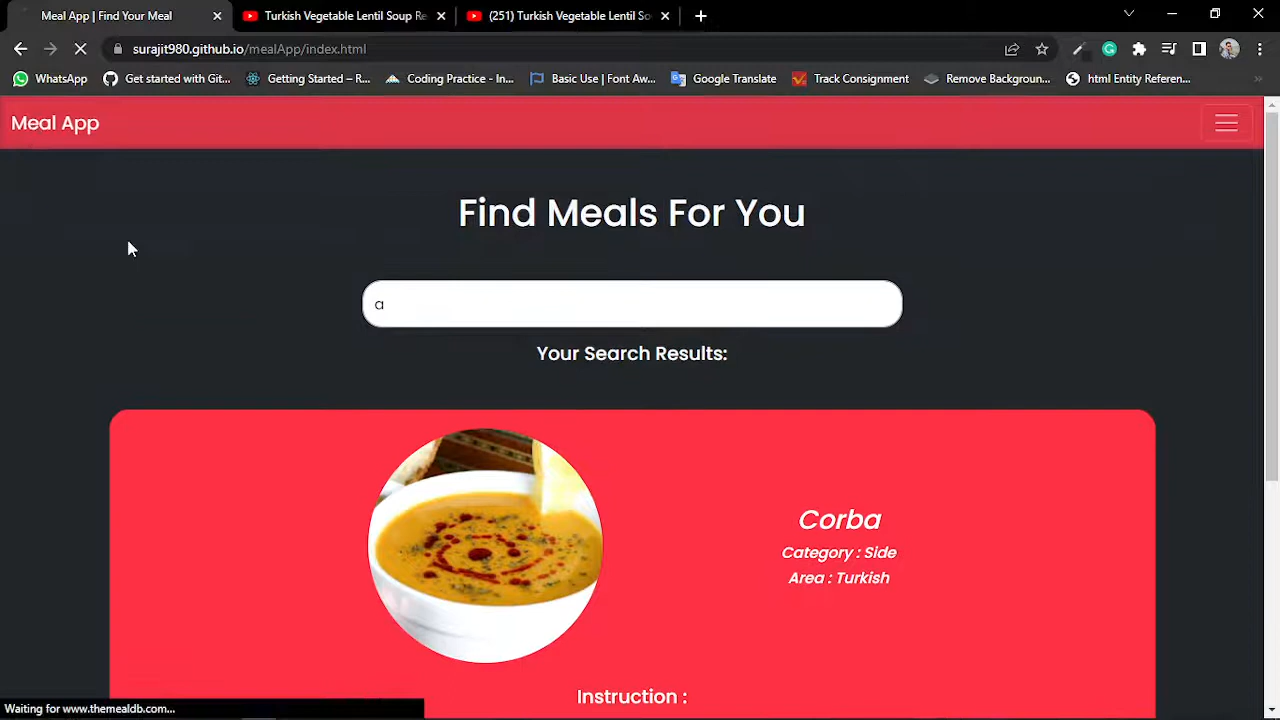 Meal App | Find Your Meal
Turkish Vegetable Lentil Soup Re
(251) Turkish Vegetable Lentil So
surajit980.github.io/mealApp/index.html
WhatsApp
Get started with Git...
Getting Started – R...
Coding Practice - In...
Basic Use | Font Aw...
Google Translate
Track Consignment
Remove Backgroun...
html Entity Referen...
Meal App
Find Meals For You
a
Your Search Results:
Corba
Category : Side
Area : Turkish
Instruction :
Waiting for www.themealdb.com...